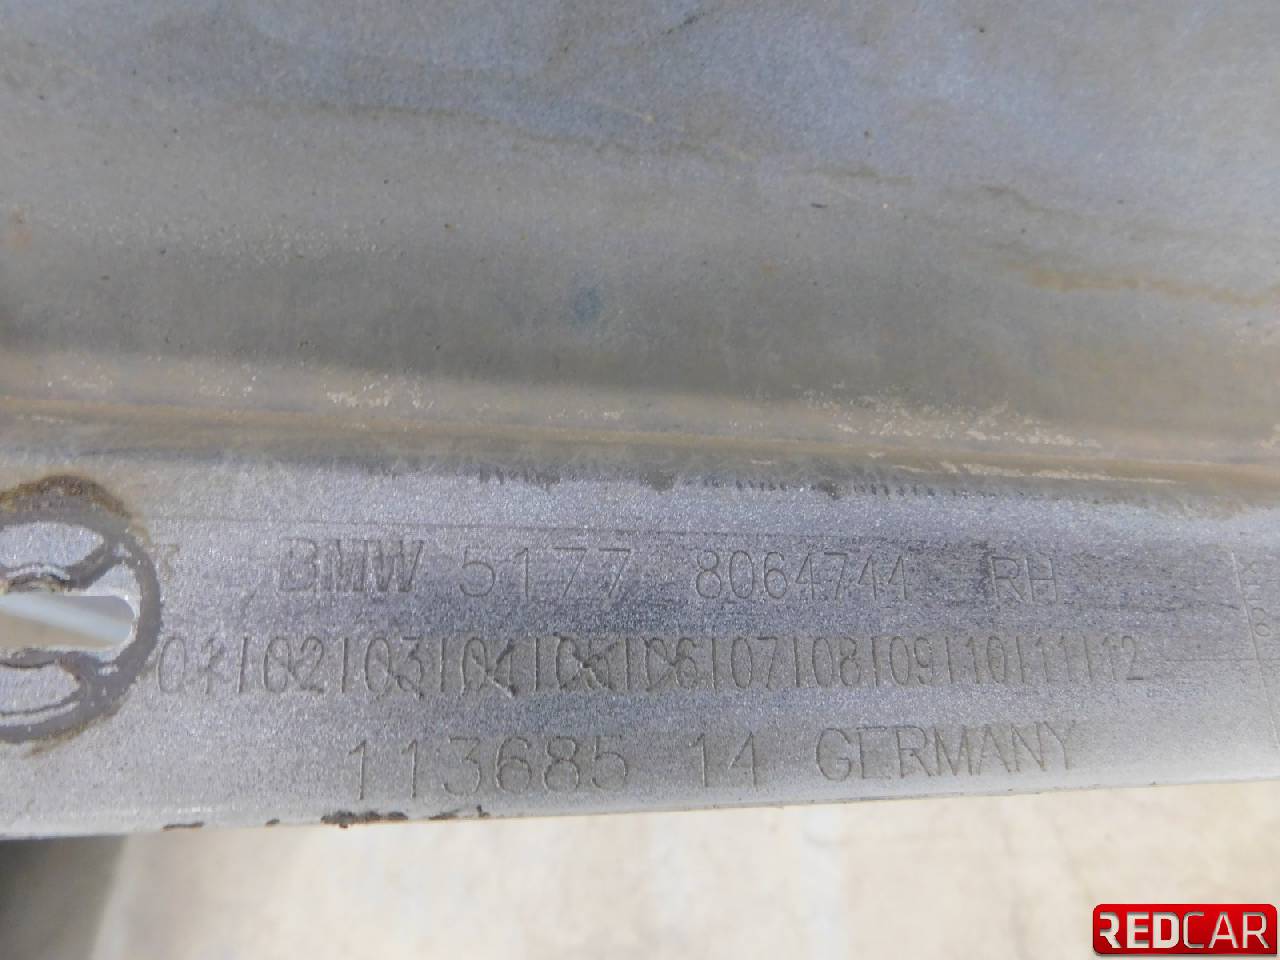 BMW 5177 8064744 RH
01/02/03/04/05/06/07/08/09/10/11/12
113685 14 GERMANY
REDCAR